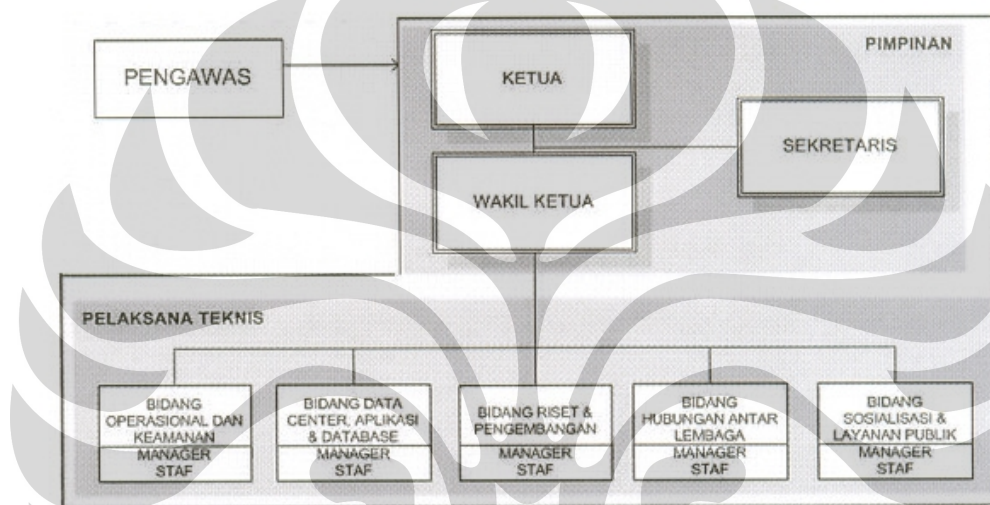 PENGAWAS
PIMPINAN
KETUA
SEKRETARIS
WAKIL KETUA
PELAKSANA TEKNIS
BIDANG
OPERASIONAL DAN
KEAMANAN
MANAGER
STAF
BIDANG DATA
CENTER, APLIKASI
& DATABASE
MANAGER
STAF
BIDANG RISET &
PENGEMBANGAN
MANAGER
STAF
BIDANG
HUBUNGAN ANTAR
LEMBAGA
MANAGER
STAF
BIDANG
SOSIALISASI &
LAYANAN PUBLIK
MANAGER
STAF